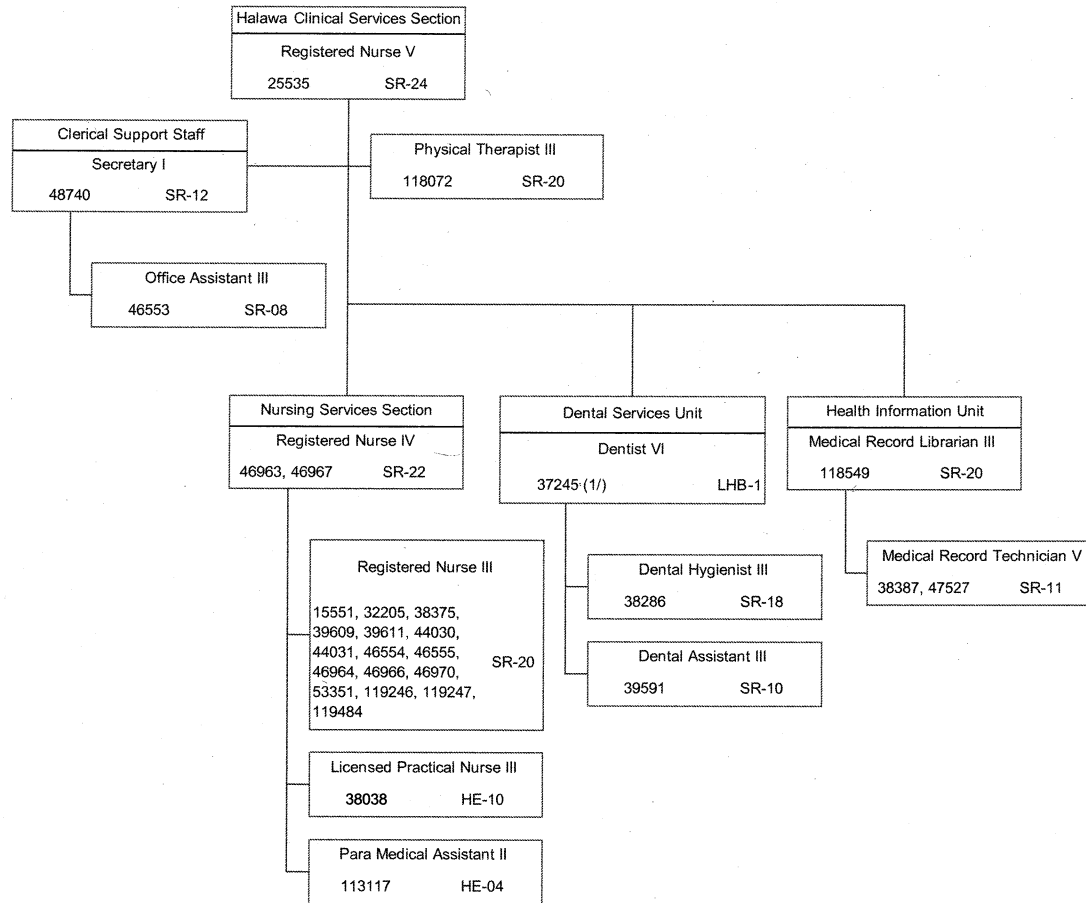 Halawa Clinical Services Section
Registered Nurse V
25535 SR-24
Clerical Support Staff
Secretary I
48740 SR-12
Physical Therapist III
118072 SR-20
Office Assistant III
46553 SR-08
Nursing Services Section
Registered Nurse IV
46963, 46967 SR-22
Dental Services Unit
Dentist VI
37245 (1/) LHB-1
Health Information Unit
Medical Record Librarian III
118549 SR-20
Registered Nurse III
15551, 32205, 38375,
39609, 39611, 44030,
44031, 46554, 46555,
46964, 46966, 46970,
53351, 119246, 119247,
119484
SR-20
Dental Hygienist III
38286 SR-18
Medical Record Technician V
38387, 47527 SR-11
Dental Assistant III
39591 SR-10
Licensed Practical Nurse III
38038 HE-10
Para Medical Assistant II
113117 HE-04